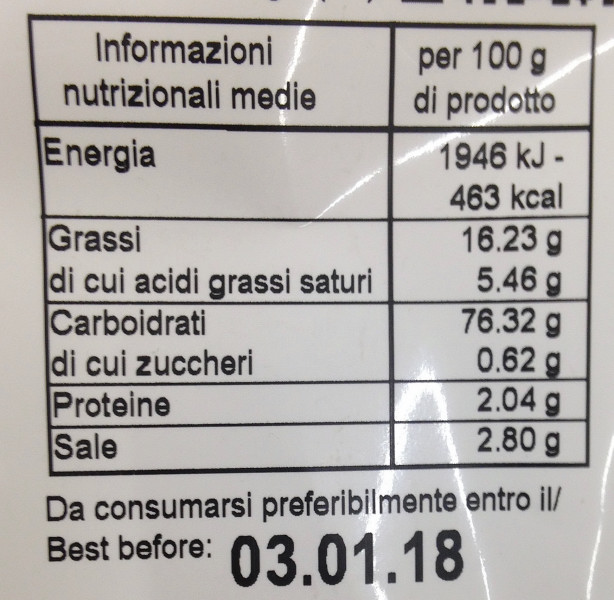 Informazioni nutrizionali medie per 100 g di prodotto
Energia 1946 kJ -
463 kcal
Grassi 16.23 g
di cui acidi grassi saturi 5.46 g
Carboidrati 76.32 g
di cui zuccheri 0.62 g
Proteine 2.04 g
Sale 2.80 g
Da consumarsi preferibilmente entro il/
Best before: 03.01.18